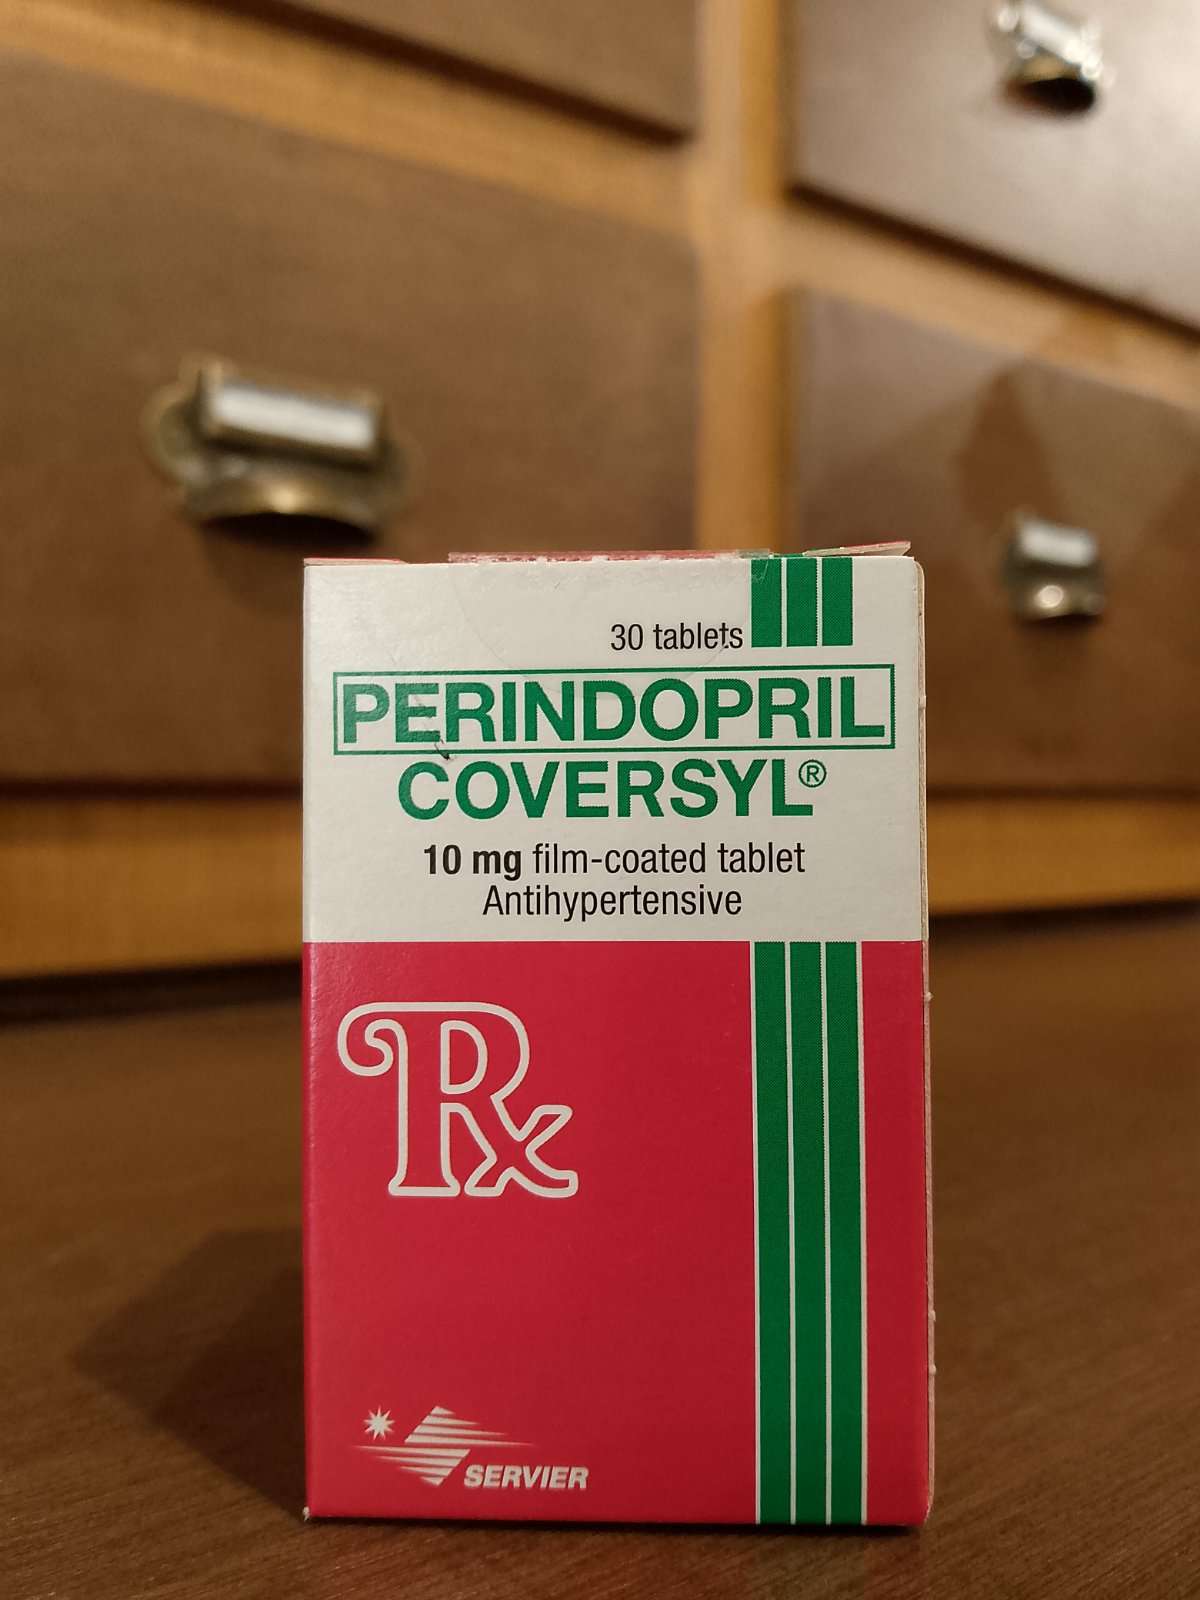 30 tablets
PERINDOPRIL
COVERSYL®
10 mg film-coated tablet
Antihypertensive
Rx
SERVIER